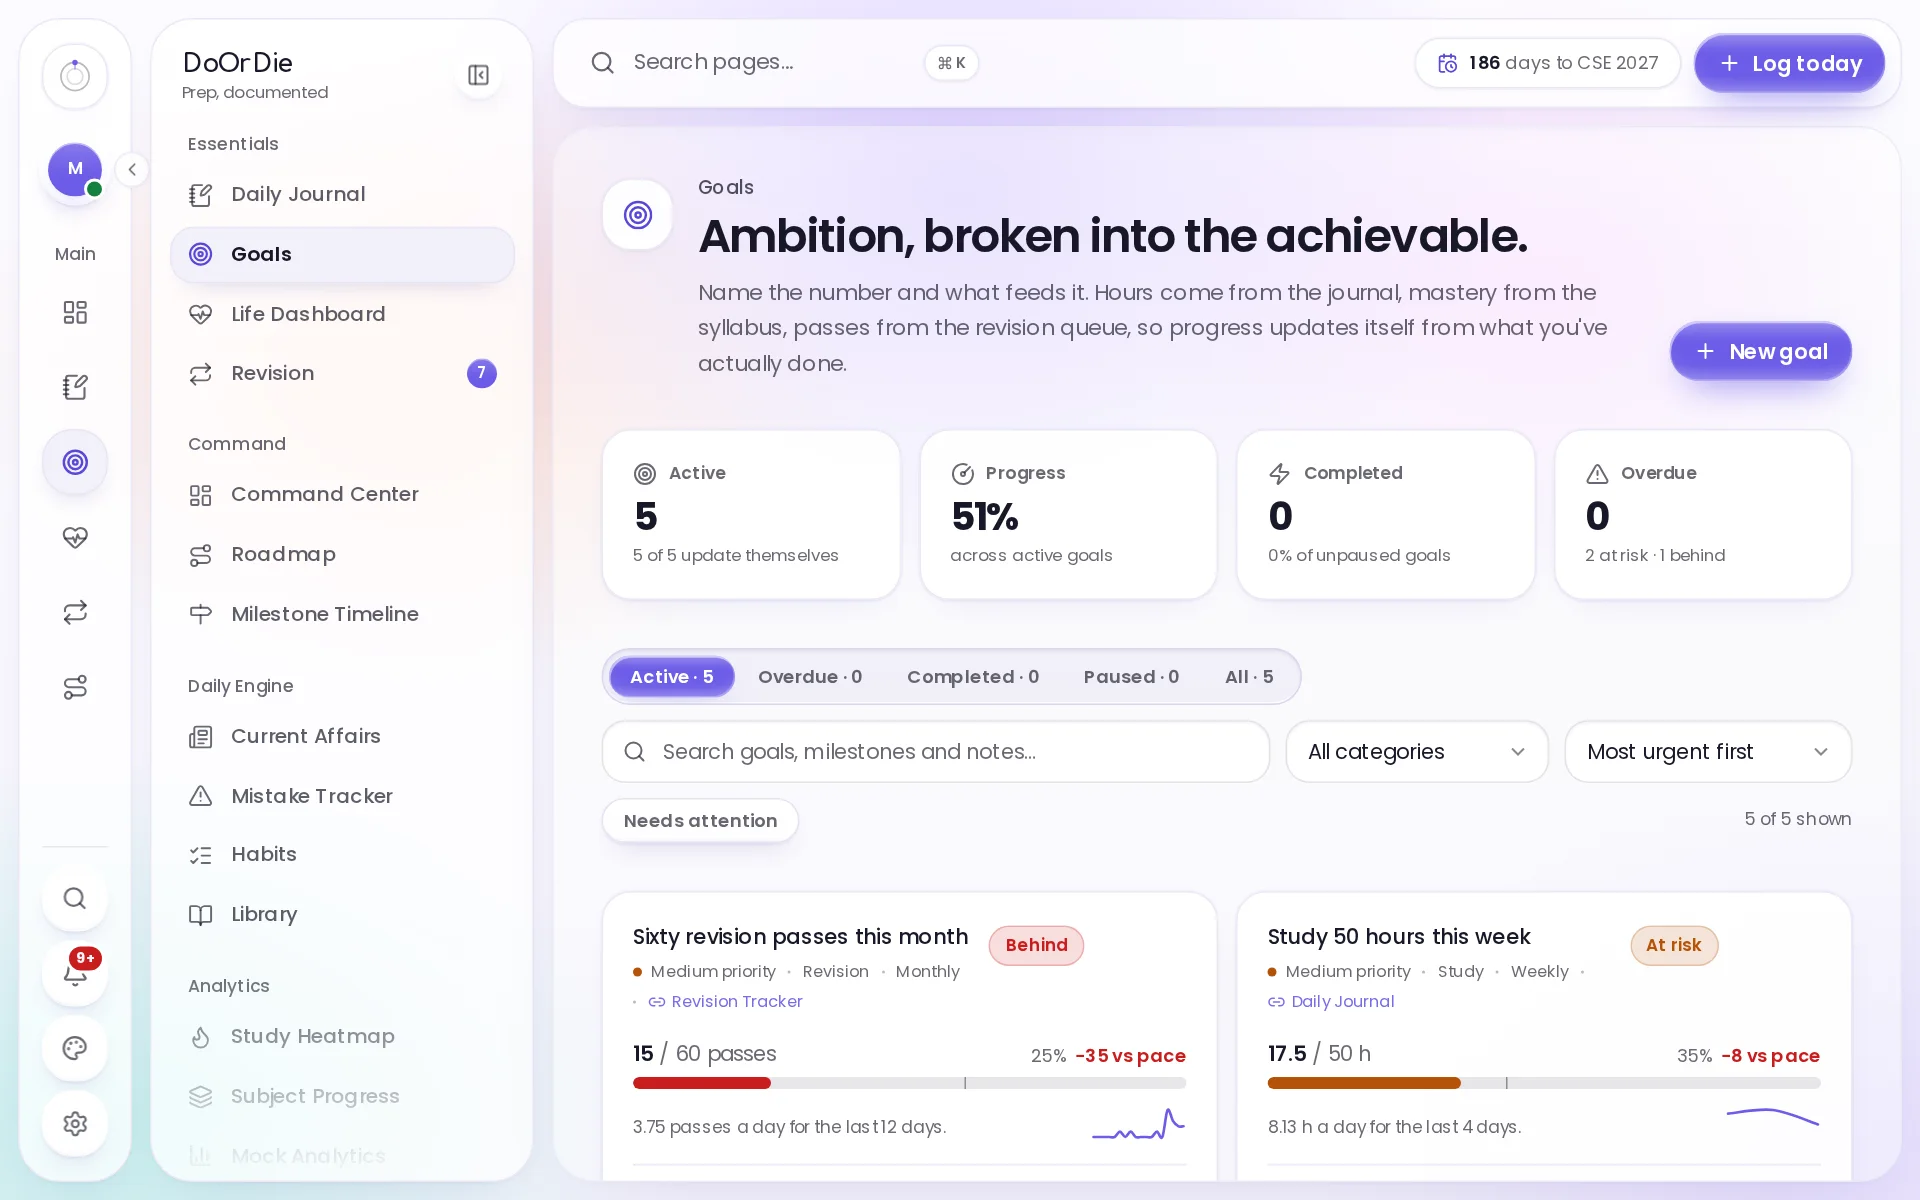 M
Main
9+
DoOrDie
Prep, documented
Essentials
Daily Journal
Goals
Life Dashboard
Revision 7
Command
Command Center
Roadmap
Milestone Timeline
Daily Engine
Current Affairs
Mistake Tracker
Habits
Library
Analytics
Study Heatmap
Subject Progress
Mock Analytics
Search pages... ⌘K
186 days to CSE 2027
+ Log today
Goals
Ambition, broken into the achievable.
Name the number and what feeds it. Hours come from the journal, mastery from the
syllabus, passes from the revision queue, so progress updates itself from what you've
actually done.
+ New goal
Active
5
5 of 5 update themselves
Progress
51%
across active goals
Completed
0
0% of unpaused goals
Overdue
0
2 at risk · 1 behind
Active · 5 Overdue · 0 Completed · 0 Paused · 0 All · 5
Search goals, milestones and notes...
All categories
Most urgent first
Needs attention
5 of 5 shown
Sixty revision passes this month
Behind
Medium priority · Revision · Monthly
· Revision Tracker
15 / 60 passes
25% -35 vs pace
3.75 passes a day for the last 12 days.
Study 50 hours this week
At risk
Medium priority · Study · Weekly ·
Daily Journal
17.5 / 50 h
35% -8 vs pace
8.13 h a day for the last 4 days.